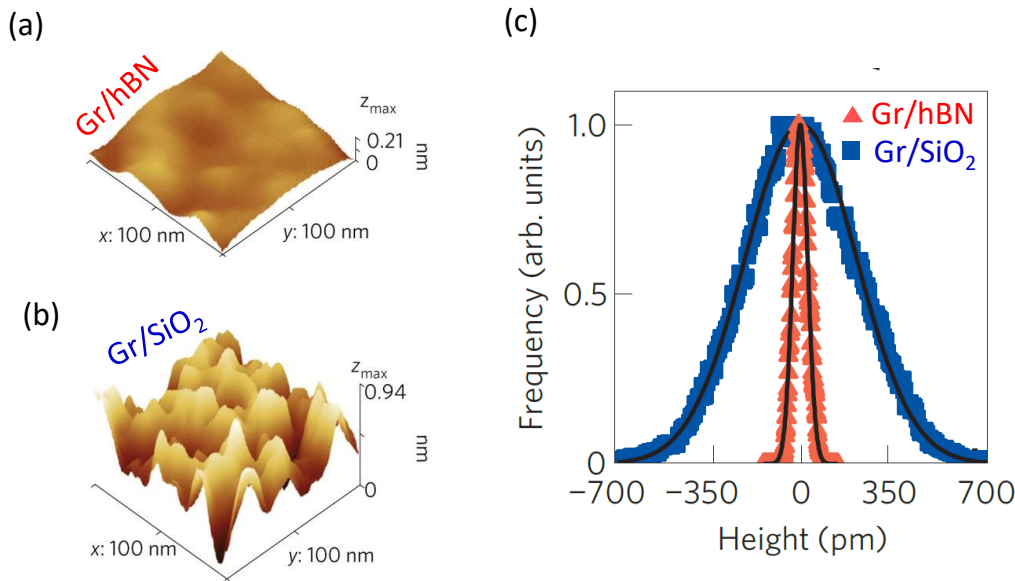 (a)
Gr/hBN
zmax
0.21
0
nm
x: 100 nm
y: 100 nm
(b)
Gr/SiO₂
zmax
0.94
0
nm
x: 100 nm
y: 100 nm
(c)
Gr/hBN
Gr/SiO₂
Frequency (arb. units)
1.0
0.5
0
−700 −350 0 350 700
Height (pm)